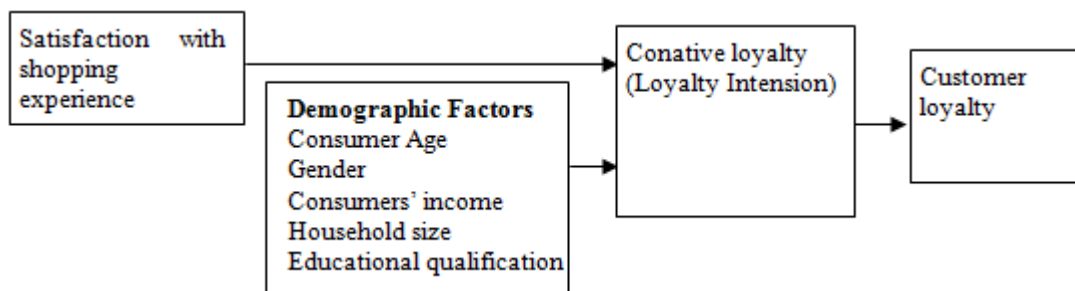 Satisfaction with
shopping
experience
Demographic Factors
Consumer Age
Gender
Consumers' income
Household size
Educational qualification
Conative loyalty
(Loyalty Intension)
Customer
loyalty